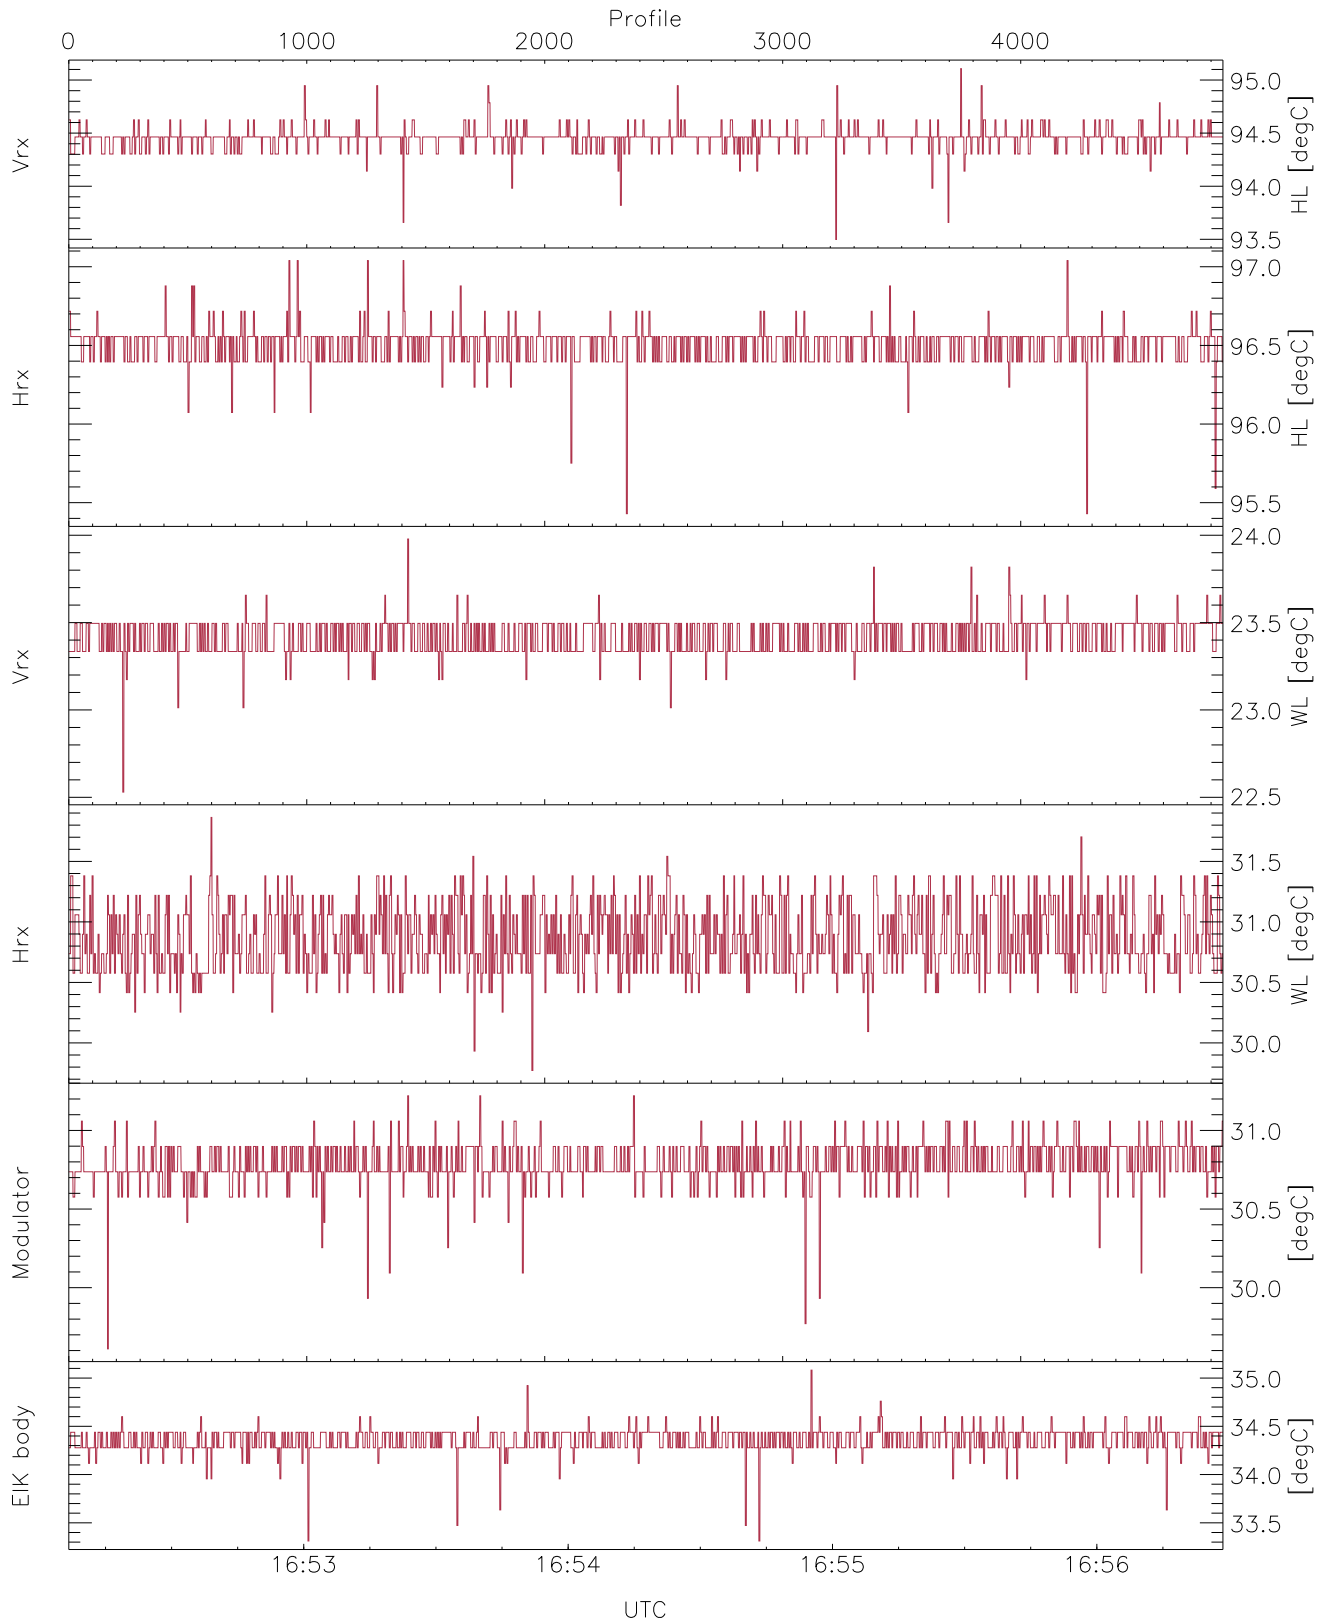 Profile
0 1000 2000 3000 4000
Vrx
95.0
94.5
94.0
93.5
HL [degC]
Hrx
97.0
96.5
96.0
95.5
HL [degC]
Vrx
24.0
23.5
23.0
22.5
WL [degC]
Hrx
31.5
31.0
30.5
30.0
WL [degC]
Modulator
31.0
30.5
30.0
[degC]
EIK body
35.0
34.5
34.0
33.5
[degC]
16:53 16:54 16:55 16:56
UTC